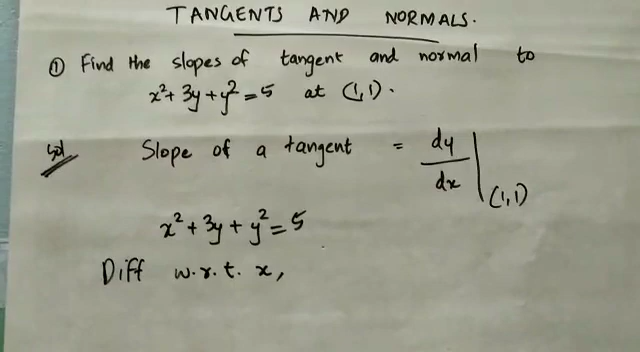 TANGENTS AND NORMALS.
① Find the slopes of tangent and normal to
x² + 3y + y² = 5 at (1,1).
Sol Slope of a tangent = dy/dx |(1,1)
x² + 3y + y² = 5
Diff w.r.t. x,